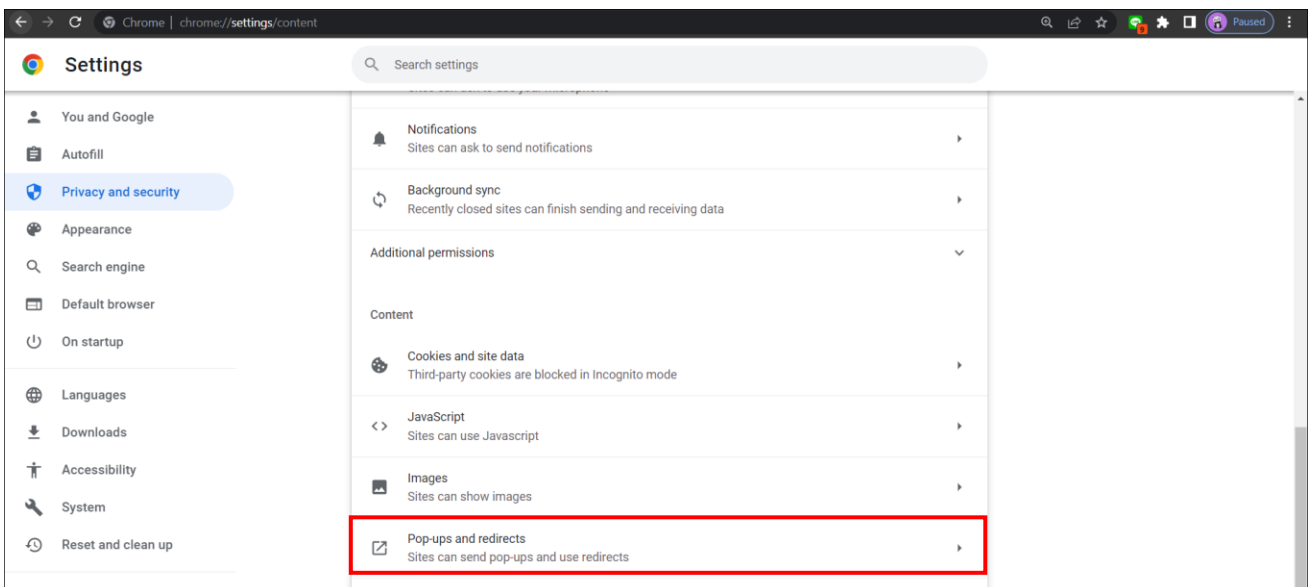 Chrome | chrome://settings/content
9
Paused
Settings
Search settings
You and Google
Autofill
Privacy and security
Appearance
Search engine
Default browser
On startup
Languages
Downloads
Accessibility
System
Reset and clean up
Notifications
Sites can ask to send notifications
Background sync
Recently closed sites can finish sending and receiving data
Additional permissions
Content
Cookies and site data
Third-party cookies are blocked in Incognito mode
JavaScript
Sites can use Javascript
Images
Sites can show images
Pop-ups and redirects
Sites can send pop-ups and use redirects